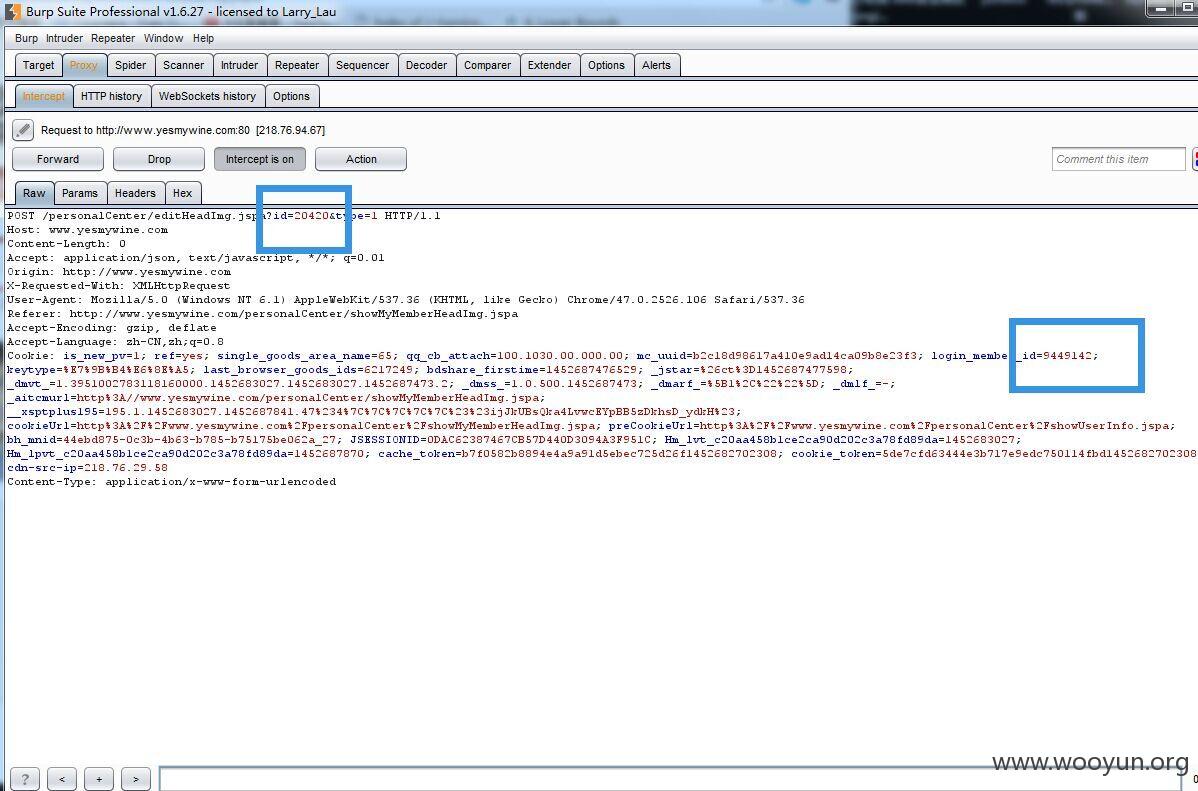 Burp Suite Professional v1.6.27 - licensed to Larry_Lau
Burp Intruder Repeater Window Help
Target Proxy Spider Scanner Intruder Repeater Sequencer Decoder Comparer Extender Options Alerts
Intercept HTTP history WebSockets history Options
Request to http://www.yesmywine.com:80 [218.76.94.67]
Forward Drop Intercept is on Action Comment this item
Raw Params Headers Hex
POST /personalCenter/editHeadImg.jspa?id=20420&type=1 HTTP/1.1
Host: www.yesmywine.com
Content-Length: 0
Accept: application/json, text/javascript, */*; q=0.01
Origin: http://www.yesmywine.com
X-Requested-With: XMLHttpRequest
User-Agent: Mozilla/5.0 (Windows NT 6.1) AppleWebKit/537.36 (KHTML, like Gecko) Chrome/47.0.2526.106 Safari/537.36
Referer: http://www.yesmywine.com/personalCenter/showMyMemberHeadImg.jspa
Accept-Encoding: gzip, deflate
Accept-Language: zh-CN,zh;q=0.8
Cookie: is_new_pv=1; ref=yes; single_goods_area_name=65; qq_cb_attach=100.1030.00.000.00; mc_uuid=b2c18d98617a410e9ad14ca09b8e23f3; login_member_id=9449142;
keytype=%E7%9B%B4%E6%8E%A5; last_browser_goods_ids=6217249; bdshare_firstime=1452687476529; _jstar=%26ct%3D1452687477598;
_dmvt_=1.3951002783118160000.1452683027.1452683027.1452687473.2; _dmss_=1.0.500.1452687473; _dmarf_=%5B1%2C%22%22%5D; _dmlf_=-;
_aitcmurl=http%3A//www.yesmywine.com/personalCenter/showMyMemberHeadImg.jspa;
__xsptplus195=195.1.1452683027.1452687841.47%234%7C%7C%7C%7C%7C%23%23ijJkUBsQka4LvwcEYpBB5zDkhsD_ydkH%23;
cookieUrl=http%3A%2F%2Fwww.yesmywine.com%2FpersonalCenter%2FshowMyMemberHeadImg.jspa; preCookieUrl=http%3A%2F%2Fwww.yesmywine.com%2FpersonalCenter%2FshowUserInfo.jspa;
bh_mnid=44ebd875-0c3b-4b63-b785-b75175be062a_27; JSESSIONID=0DAC62387467CB57D440D3094A3F951C; Hm_lvt_c20aa458b1ce2ca90d202c3a78fd89da=1452683027;
Hm_lpvt_c20aa458b1ce2ca90d202c3a78fd89da=1452687870; cache_token=b7f0582b8894e4a9a91d5ebec725d26f1452682702308; cookie_token=5de7cfd63444e3b717e9edc750114fbd1452682702308
cdn-src-ip=218.76.29.58
Content-Type: application/x-www-form-urlencoded
www.wooyun.org
? < + > 0